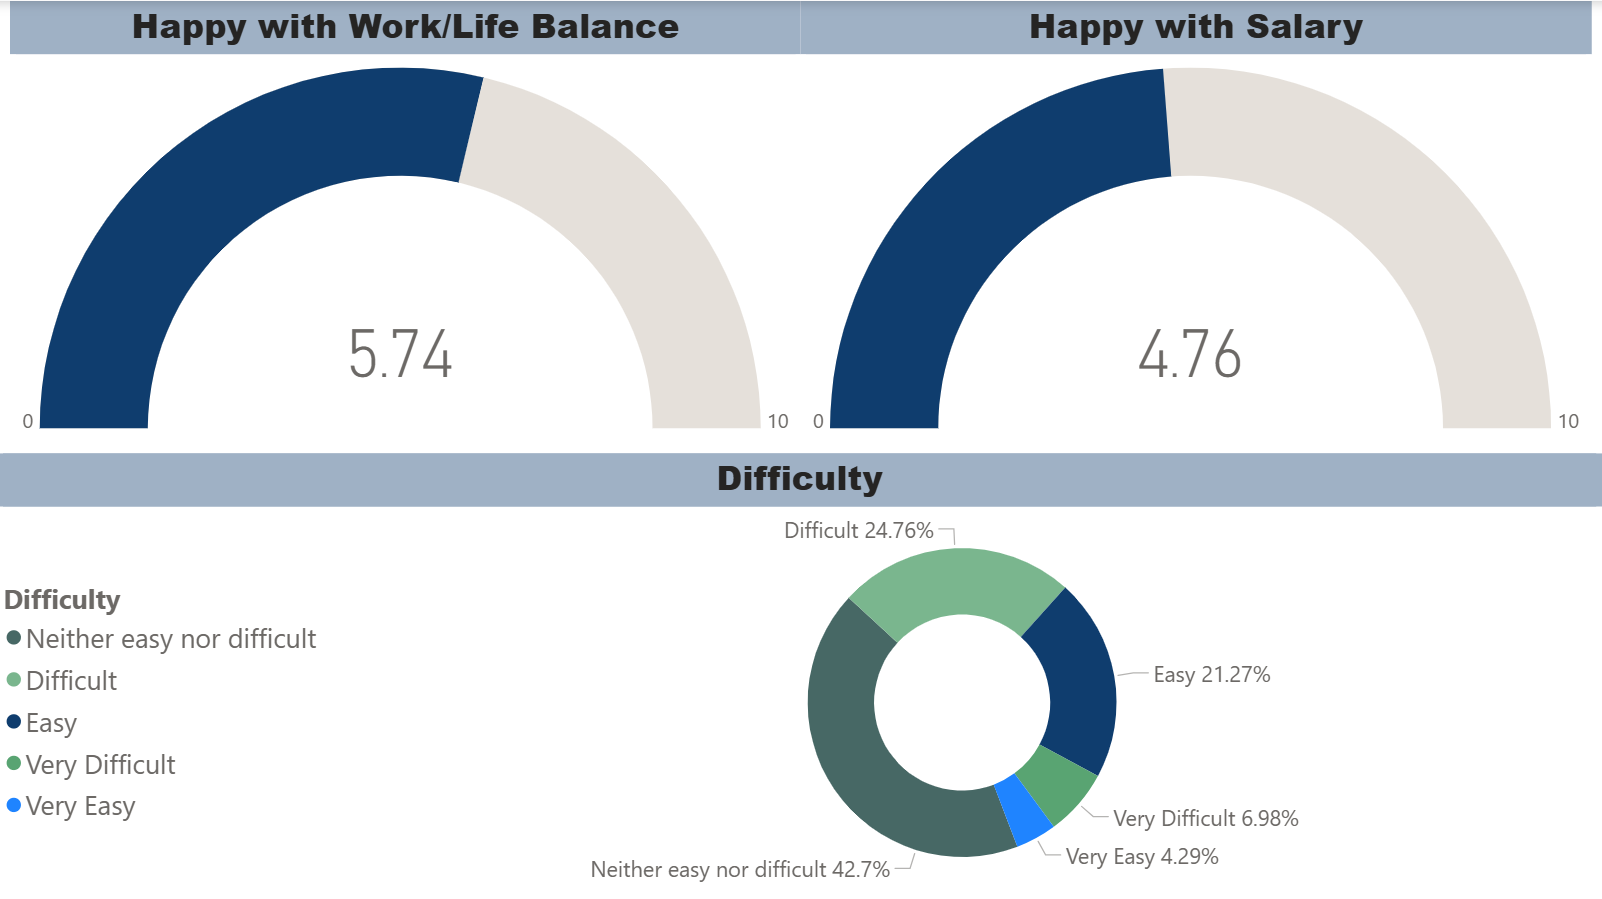 Happy with Work/Life Balance
Happy with Salary
5.74
0
10
4.76
0
10
Difficulty
Difficulty
Neither easy nor difficult
Difficult
Easy
Very Difficult
Very Easy
Difficult 24.76%
Easy 21.27%
Very Difficult 6.98%
Very Easy 4.29%
Neither easy nor difficult 42.7%